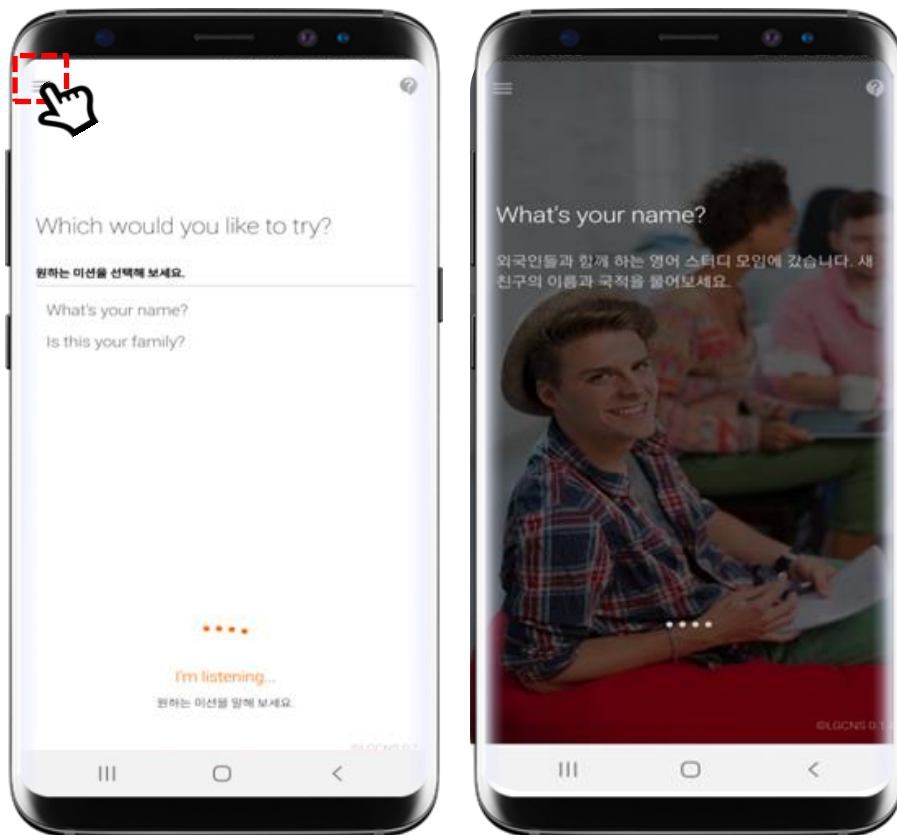 Which would you like to try?
원하는 미션을 선택해 보세요.
What's your name?
Is this your family?
I'm listening...
원하는 미션을 말해 보세요.
What's your name?
외국인들과 함께 하는 영어 스터디 모임에 갔습니다. 새
친구의 이름과 국적을 물어보세요.
©LGCNS 0.1